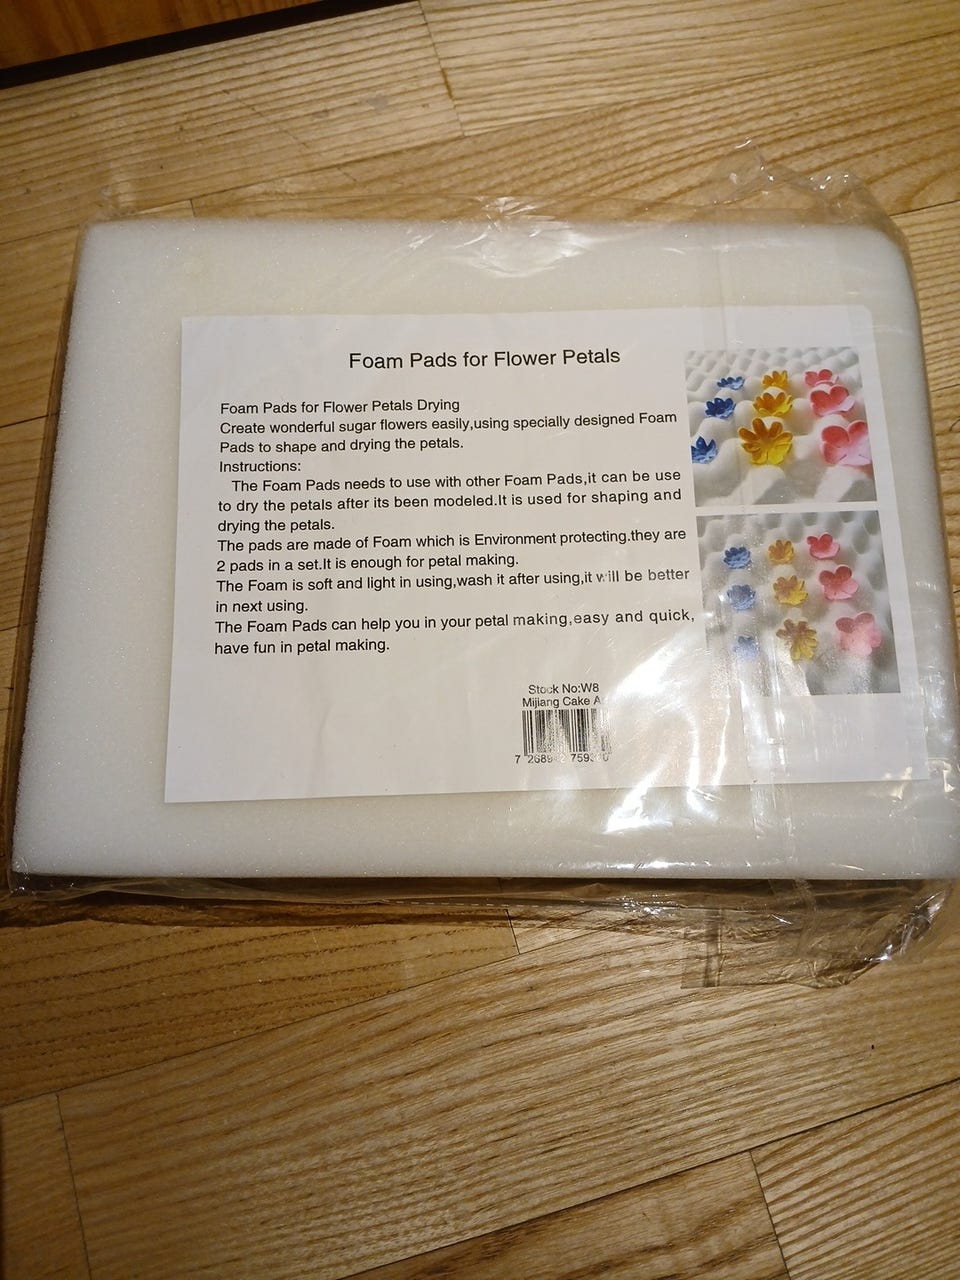 Foam Pads for Flower Petals
Foam Pads for Flower Petals Drying
Create wonderful sugar flowers easily,using specially designed Foam
Pads to shape and drying the petals.
Instructions:
The Foam Pads needs to use with other Foam Pads,it can be use
to dry the petals after its been modeled.It is used for shaping and
drying the petals.
The pads are made of Foam which is Environment protecting.they are
2 pads in a set.It is enough for petal making.
The Foam is soft and light in using,wash it after using,it will be better
in next using.
The Foam Pads can help you in your petal making,easy and quick,
have fun in petal making.
Stock No:W8
Mijiang Cake A
7